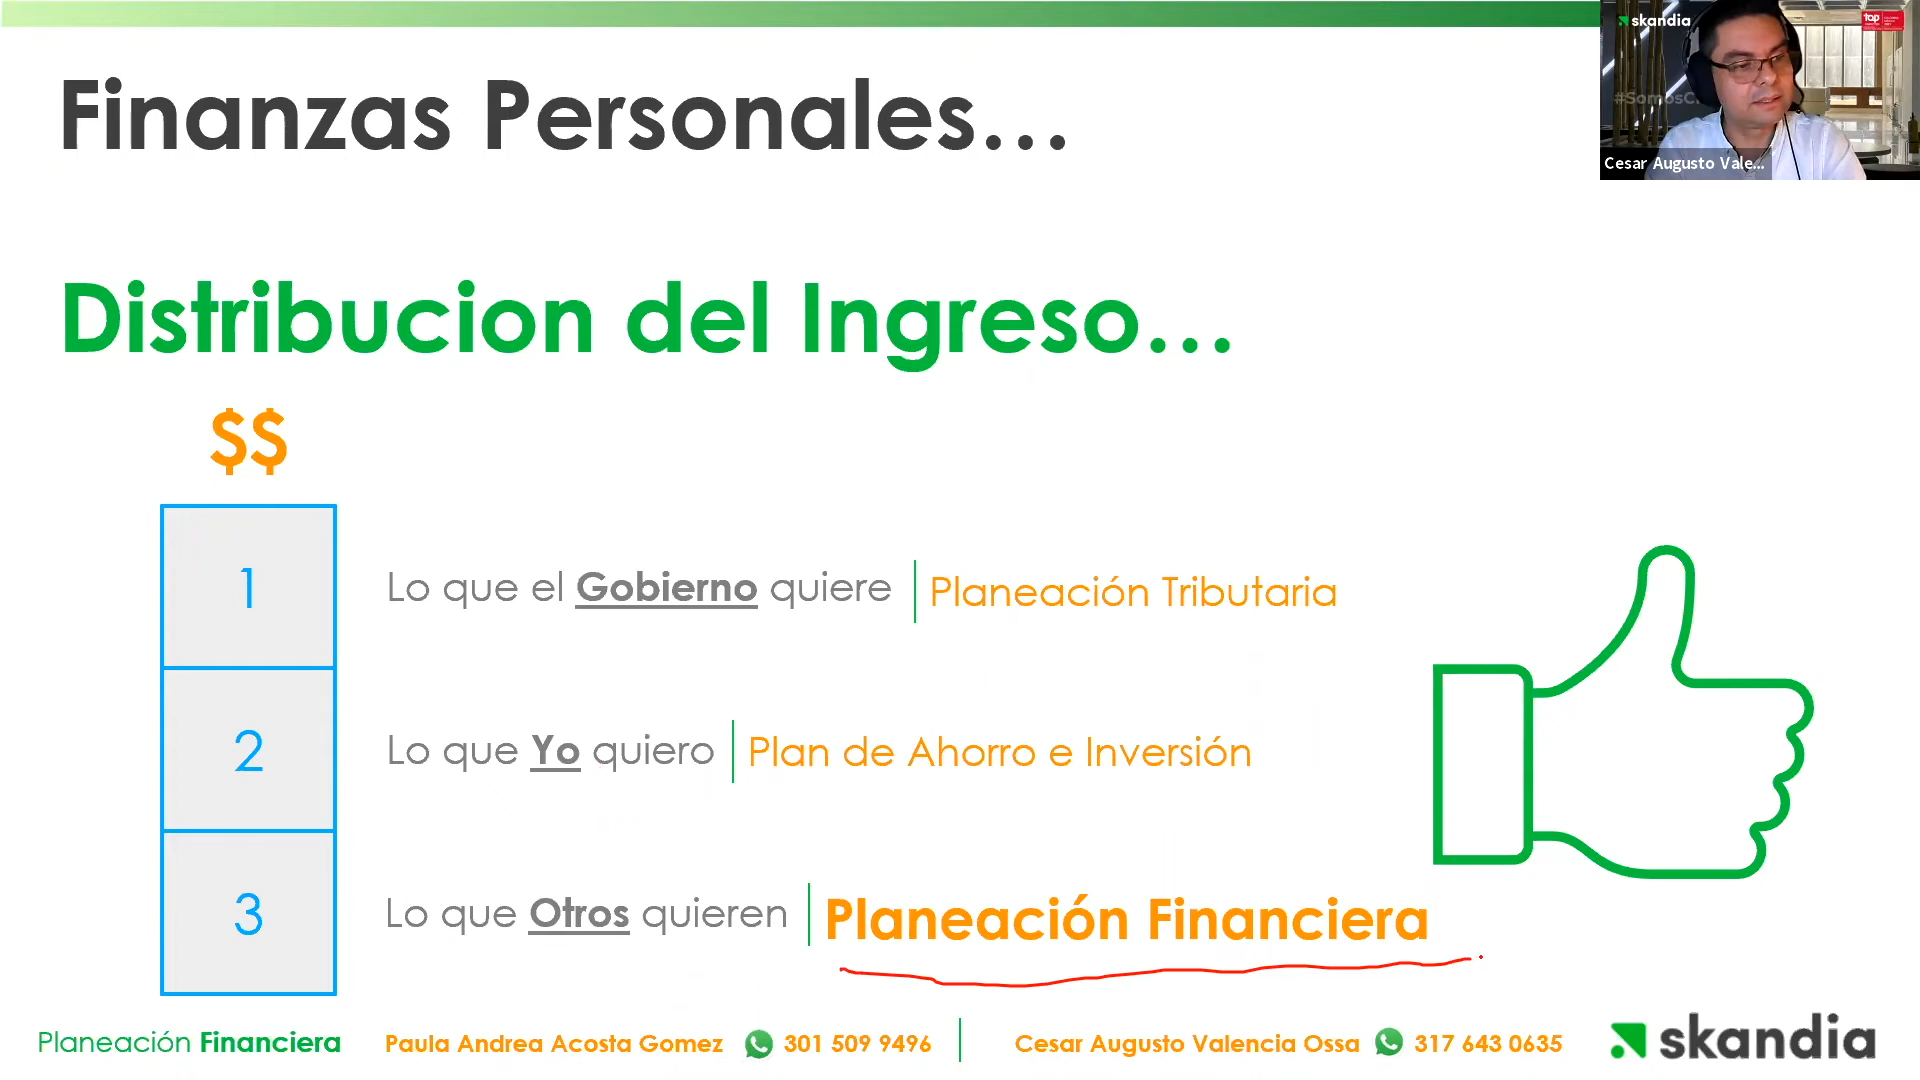 Finanzas Personales...
skandia
top
#SomosC
Cesar Augusto Vale...
Distribucion del Ingreso...
$$
1
Lo que el Gobierno quiere
Planeación Tributaria
2
Lo que Yo quiero
Plan de Ahorro e Inversión
3
Lo que Otros quieren
Planeación Financiera
Planeación Financiera
Paula Andrea Acosta Gomez
301 509 9496
Cesar Augusto Valencia Ossa
317 643 0635
skandia